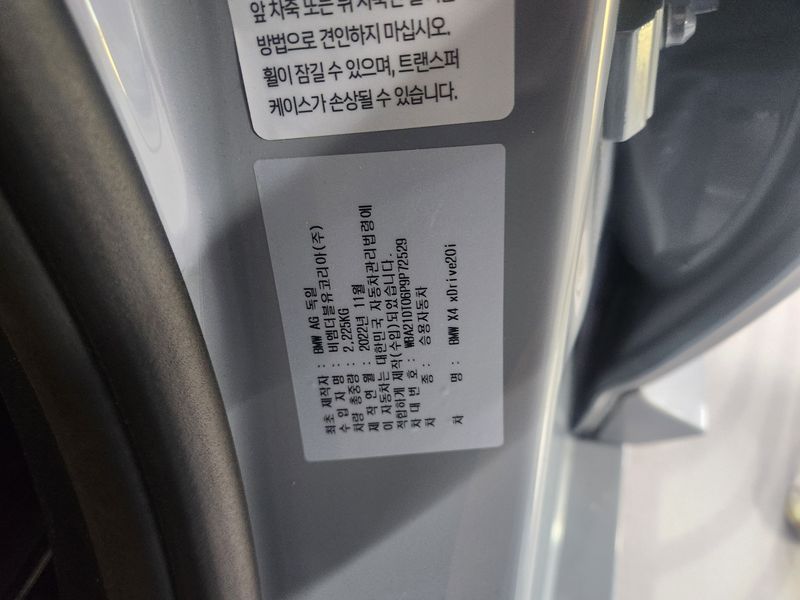 앞 차축 또는 뒤 차축만
방법으로 견인하지 마십시오.
휠이 잠길 수 있으며, 트랜스퍼
케이스가 손상될 수 있습니다.
최초 제작자 : BMW AG 독일
수 입 자 명 : 비엠더블유코리아(주)
차량 총중량 : 2,225KG
제 작 연 월 : 2022년 11월
이 자동차는 대한민국 자동차관리법령에
적합하게 제작(수입)되었습니다.
차 대 번 호 : WBA21DT06P9P72529
차 종 : 승용자동차
차 명 : BMW X4 xDrive20i